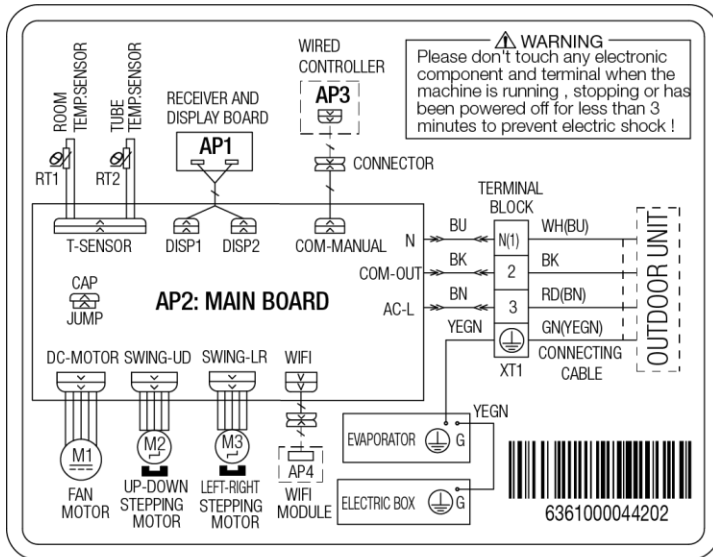 WARNING
Please don't touch any electronic
component and terminal when the
machine is running , stopping or has
been powered off for less than 3
minutes to prevent electric shock !
WIRED
CONTROLLER
AP3
ROOM
TEMP.SENSOR
TUBE
TEMP.SENSOR
RT1
RT2
RECEIVER AND
DISPLAY BOARD
AP1
CONNECTOR
T-SENSOR
DISP1
DISP2
COM-MANUAL
N
COM-OUT
AC-L
CAP
JUMP
AP2: MAIN BOARD
TERMINAL
BLOCK
BU
N(1)
WH(BU)
BK
2
BK
BN
3
RD(BN)
YEGN
GN(YEGN)
XT1
CONNECTING
CABLE
OUTDOOR UNIT
DC-MOTOR
SWING-UD
SWING-LR
WIFI
M1
FAN
MOTOR
M2
UP-DOWN
STEPPING
MOTOR
M3
LEFT-RIGHT
STEPPING
MOTOR
AP4
WIFI
MODULE
EVAPORATOR
G
YEGN
ELECTRIC BOX
G
6361000044202